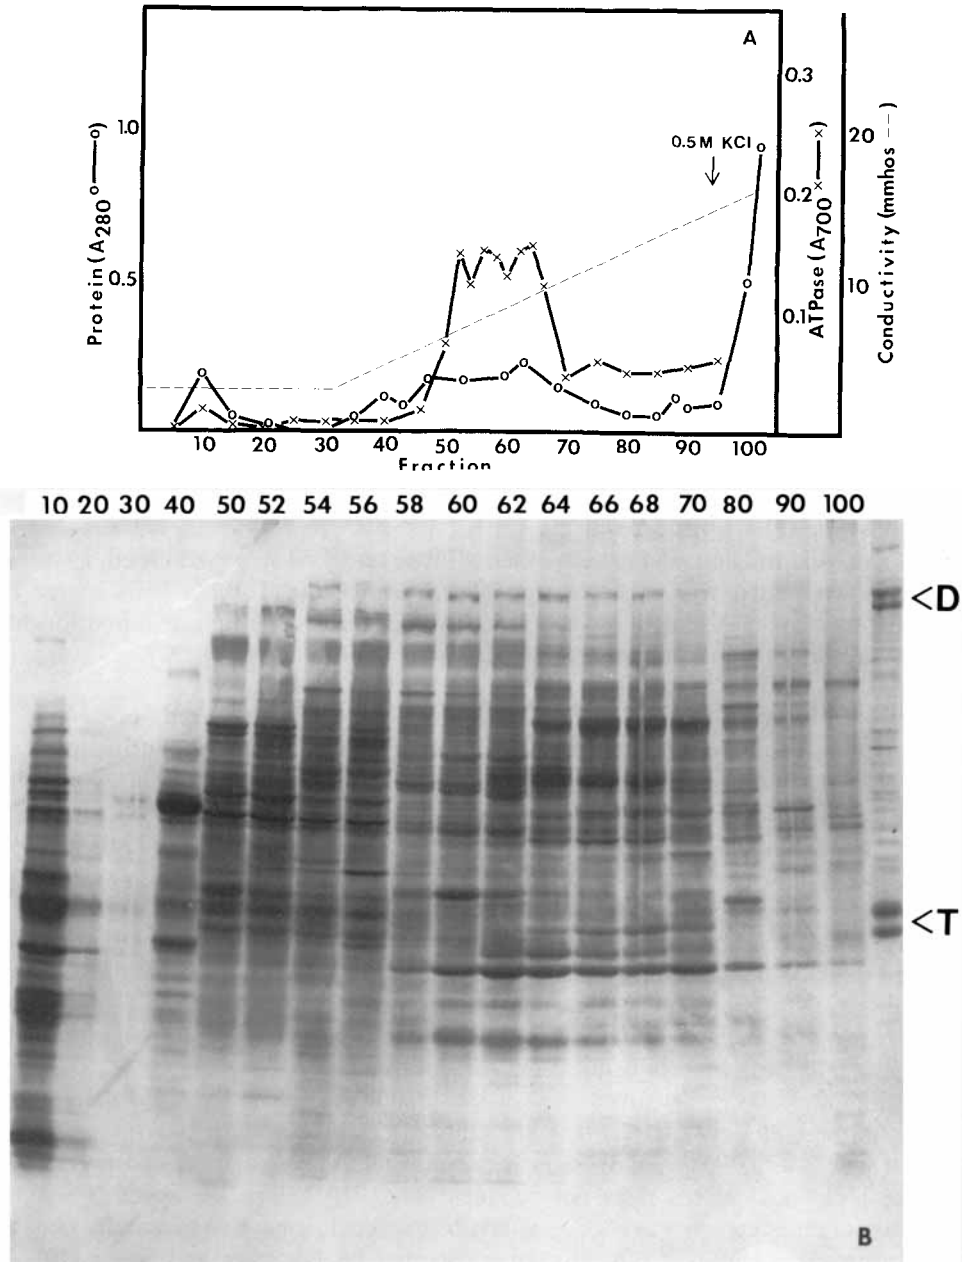 A
Protein (A280 o——o)
1.0
0.5
0.5M KCl
0.3
0.2
0.1
ATPase (A700 x——x)
20
10
Conductivity (mmhos ---)
10 20 30 40 50 60 70 80 90 100
Fraction
10 20 30 40 50 52 54 56 58 60 62 64 66 68 70 80 90 100
<D
<T
B